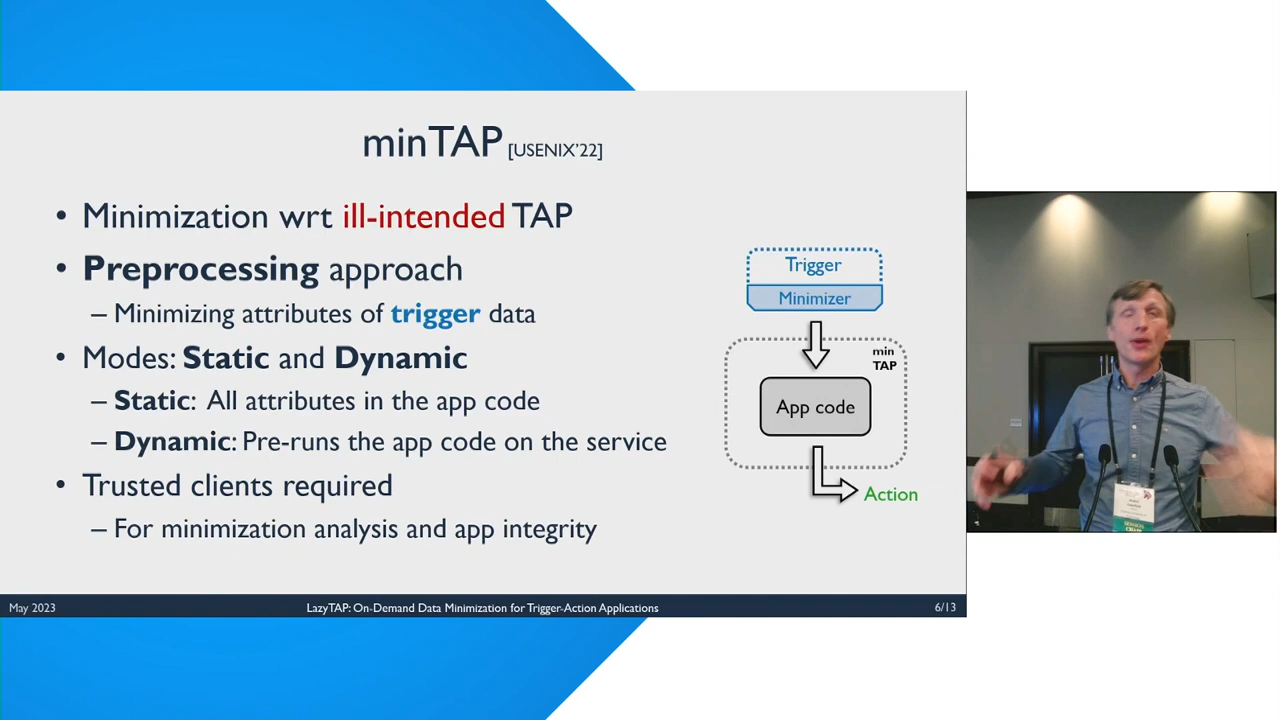 minTAP [USENIX'22]
• Minimization wrt ill-intended TAP
• Preprocessing approach
– Minimizing attributes of trigger data
• Modes: Static and Dynamic
– Static: All attributes in the app code
– Dynamic: Pre-runs the app code on the service
• Trusted clients required
– For minimization analysis and app integrity
Trigger
Minimizer
min
TAP
App code
Action
May 2023
LazyTAP: On-Demand Data Minimization for Trigger-Action Applications
6/13